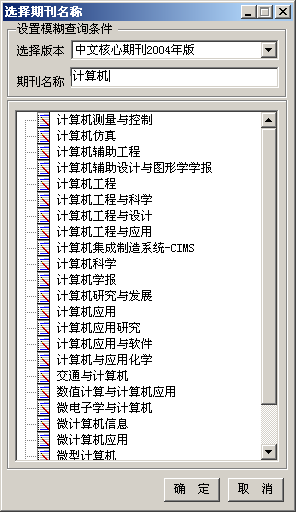 选择期刊名称
设置模糊查询条件
选择版本 中文核心期刊2004年版
期刊名称 计算机
计算机测量与控制
计算机仿真
计算机辅助工程
计算机辅助设计与图形学学报
计算机工程
计算机工程与科学
计算机工程与设计
计算机工程与应用
计算机集成制造系统-CIMS
计算机科学
计算机学报
计算机研究与发展
计算机应用
计算机应用研究
计算机应用与软件
计算机与应用化学
交通与计算机
数值计算与计算机应用
微电子学与计算机
微计算机信息
微计算机应用
微型计算机
确 定 取 消